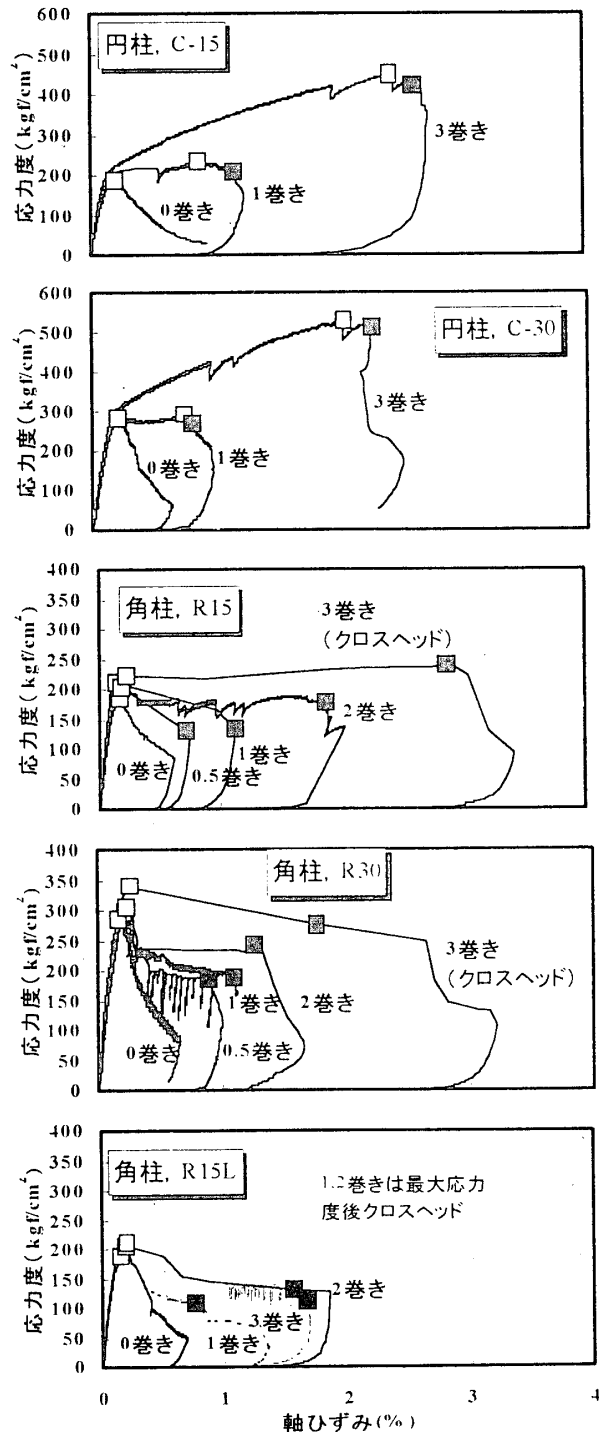 600
500
400
300
200
100
0
応力度(kgf/cm²)
円柱, C-15
3巻き
1巻き
0巻き
600
500
400
300
200
100
0
応力度(kgf/cm²)
円柱, C-30
3巻き
1巻き
0巻き
400
350
300
250
200
150
100
50
0
応力度(kgf/cm²)
角柱, R15
3巻き
(クロスヘッド)
2巻き
1巻き
0.5巻き
0巻き
400
350
300
250
200
150
100
50
0
応力度(kgf/cm²)
角柱, R30
3巻き
(クロスヘッド)
1巻き
2巻き
0巻き
0.5巻き
400
350
300
250
200
150
100
50
0
応力度(kgf/cm²)
角柱, R15L
1.2巻きは最大応力
度後クロスヘッド
2巻き
3巻き
0巻き
1巻き
0 1 2 3 4
軸ひずみ(%)